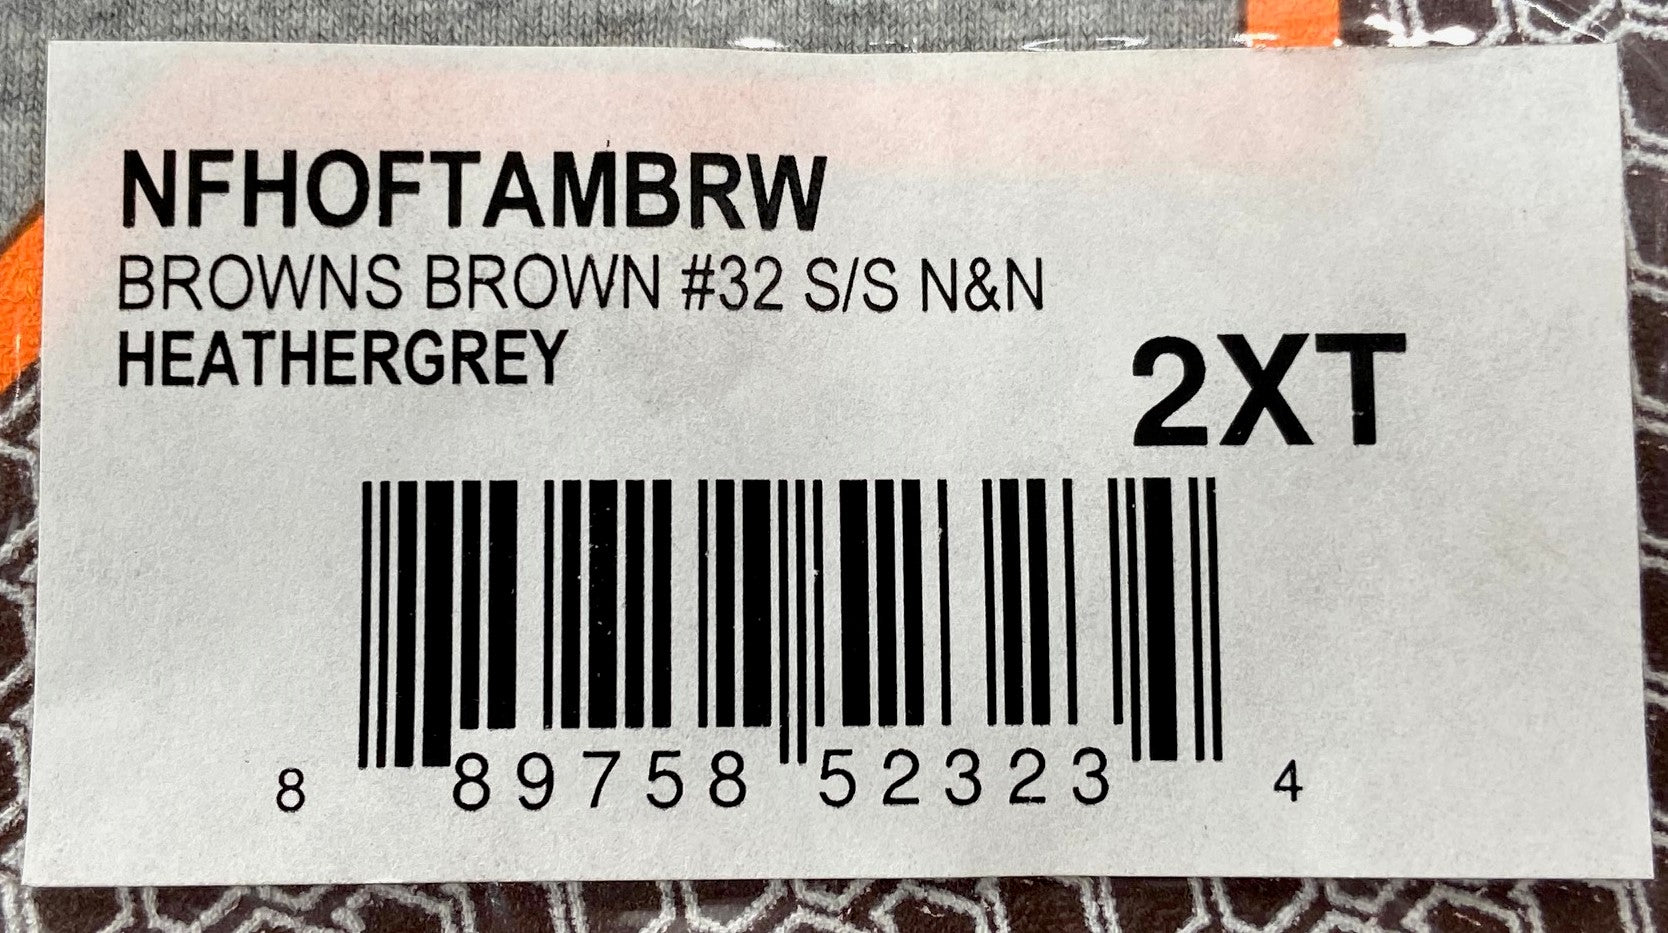 NFHOFTAMBRW
BROWNS BROWN #32 S/S N&N
HEATHERGREY
2XT
8 89758 52323 4